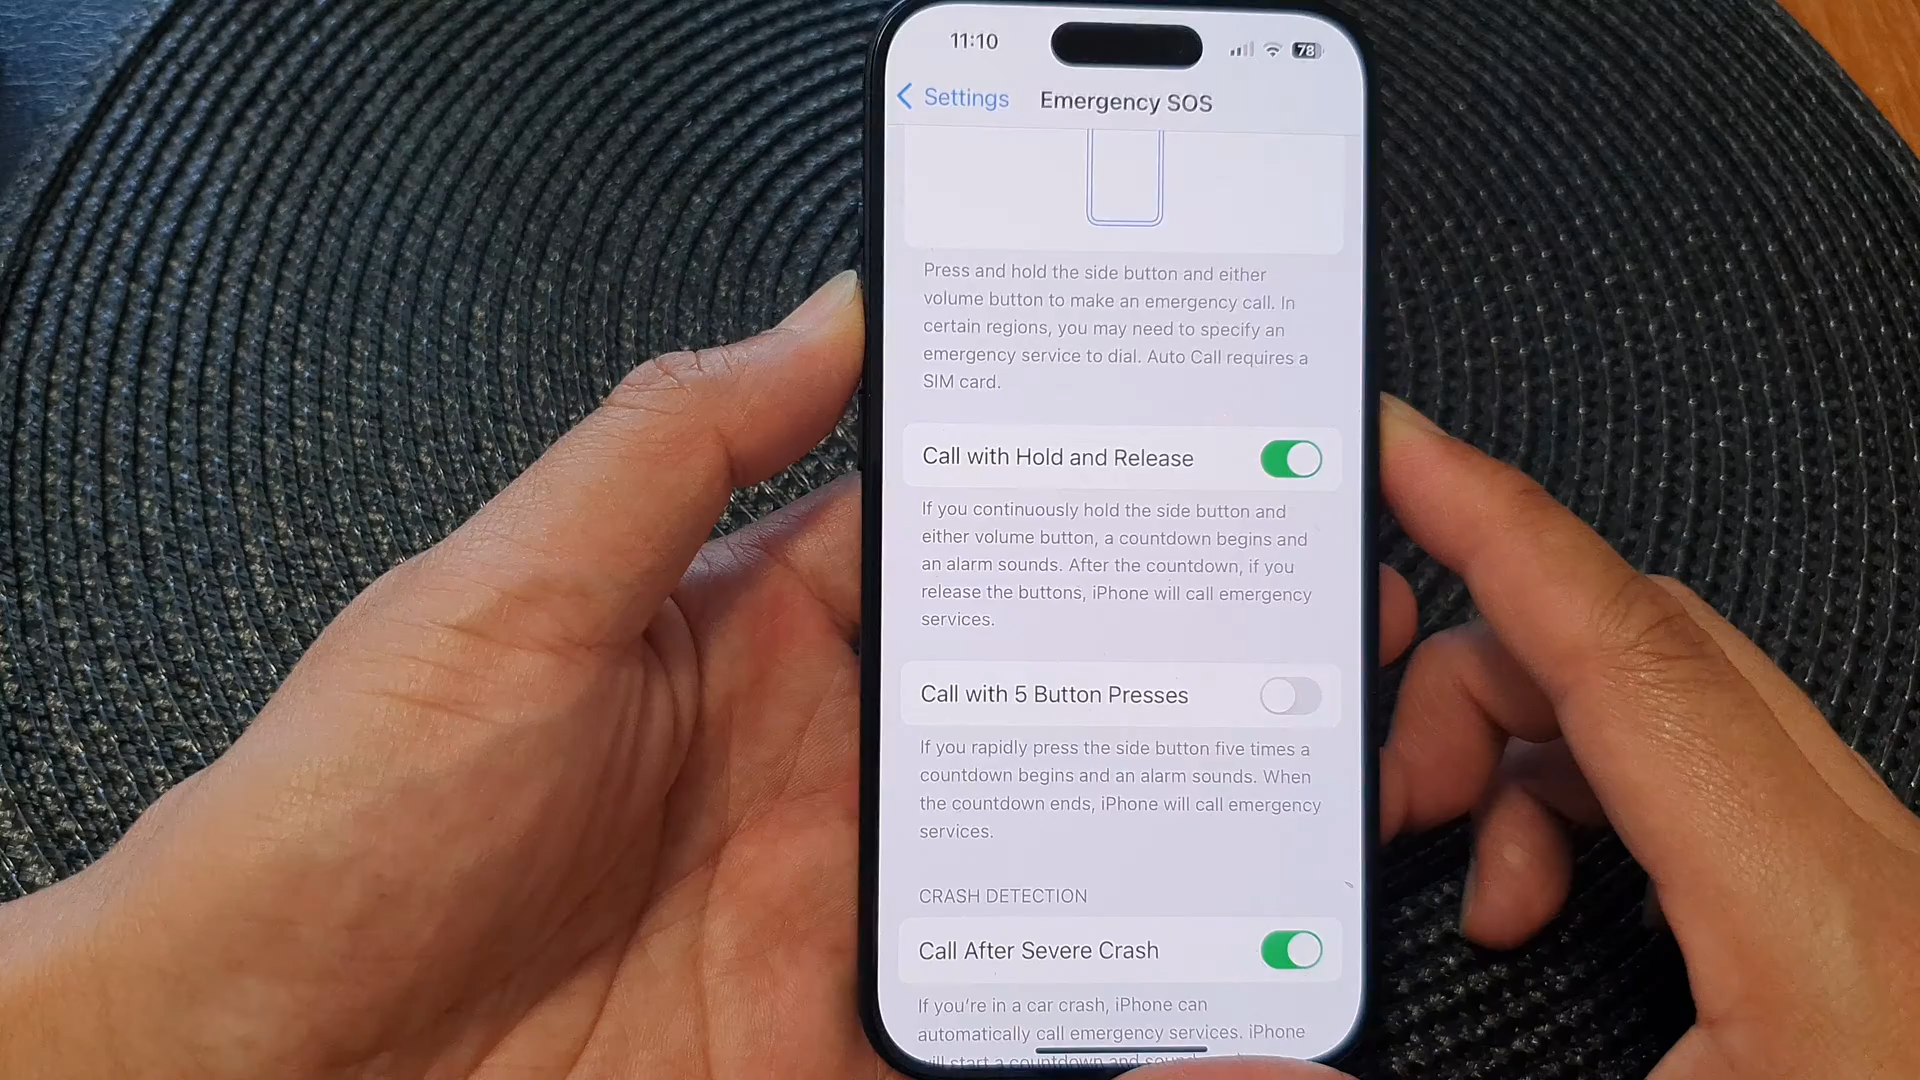 11:10
78
Settings
Emergency SOS
Press and hold the side button and either
volume button to make an emergency call. In
certain regions, you may need to specify an
emergency service to dial. Auto Call requires a
SIM card.
Call with Hold and Release
If you continuously hold the side button and
either volume button, a countdown begins and
an alarm sounds. After the countdown, if you
release the buttons, iPhone will call emergency
services.
Call with 5 Button Presses
If you rapidly press the side button five times a
countdown begins and an alarm sounds. When
the countdown ends, iPhone will call emergency
services.
CRASH DETECTION
Call After Severe Crash
If you're in a car crash, iPhone can
automatically call emergency services. iPhone
will start a countdown and